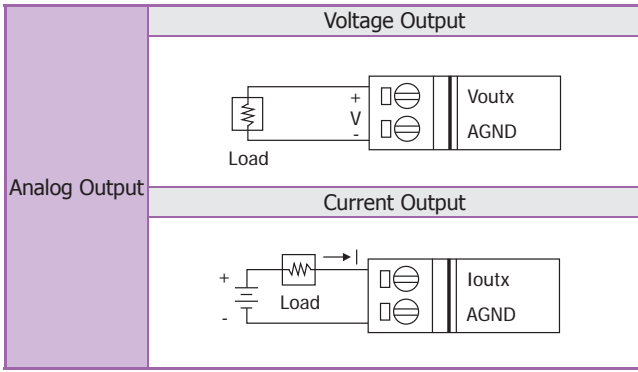 Analog Output
Voltage Output
+
V
-
Load
Voutx
AGND
Current Output
+
-
Load
I
Ioutx
AGND